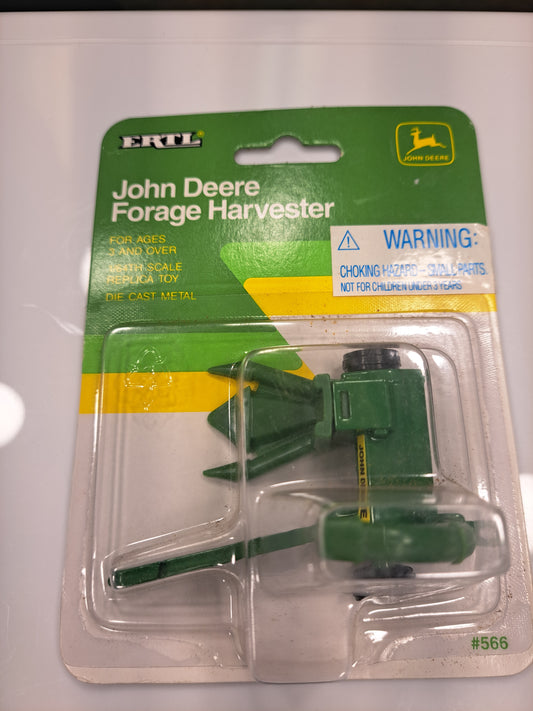 ERTL®
JOHN DEERE
John Deere
Forage Harvester
FOR AGES
3 AND OVER
1/64TH SCALE
REPLICA TOY
DIE CAST METAL
WARNING:
CHOKING HAZARD - SMALL PARTS
NOT FOR CHILDREN UNDER 3 YEARS
JOHN
#566